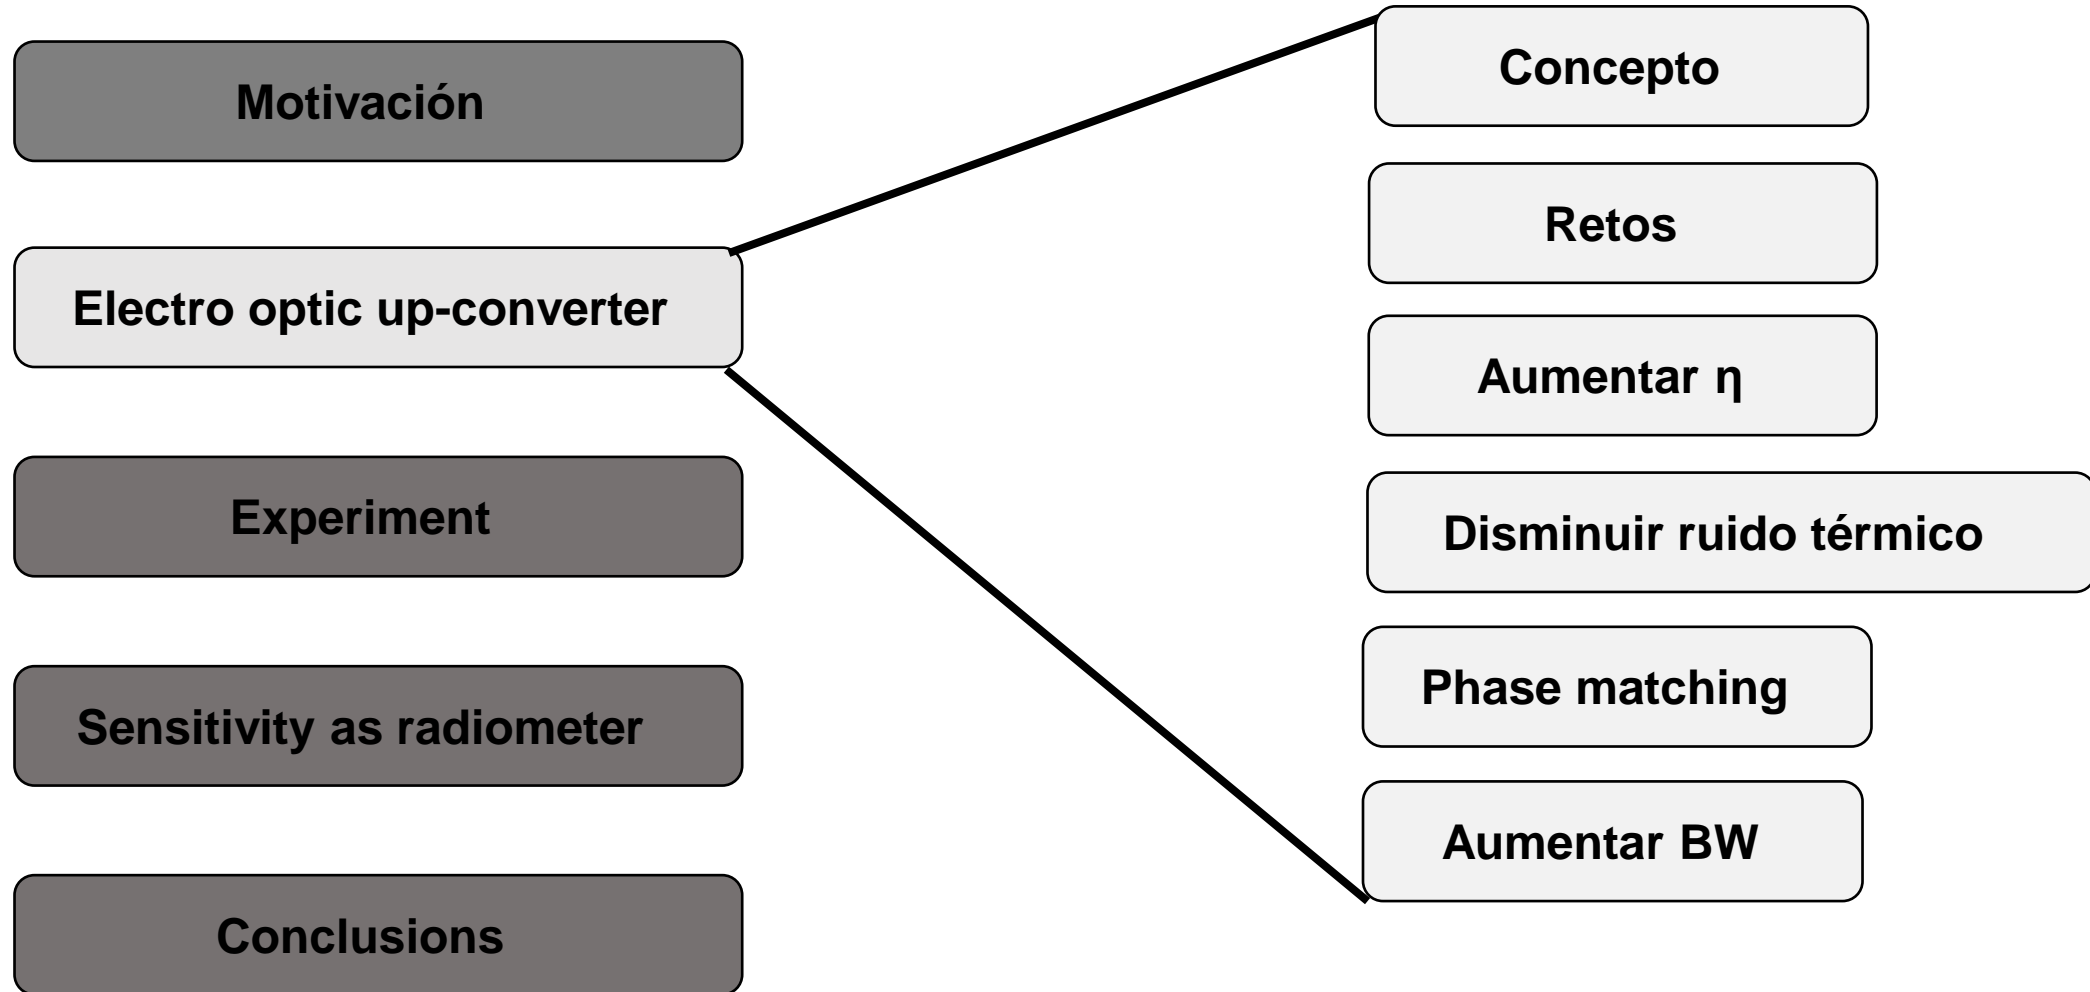 Motivación
Electro optic up-converter
Experiment
Sensitivity as radiometer
Conclusions
Concepto
Retos
Aumentar η
Disminuir ruido térmico
Phase matching
Aumentar BW